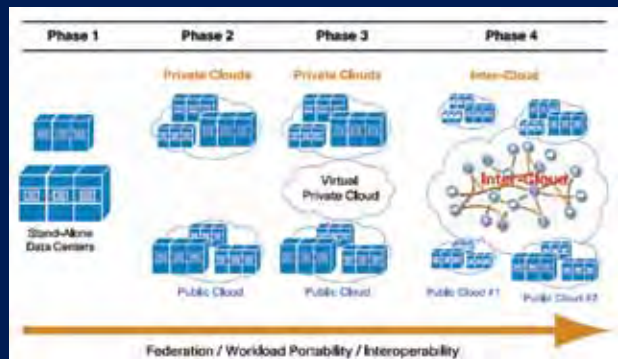 Phase 1
Phase 2
Phase 3
Phase 4
Private Clouds
Private Clouds
Inter-Cloud
Inter-Cloud
Virtual
Private Cloud
Stand-Alone
Data Centers
Public Cloud
Public Cloud
Public Cloud #1
Public Cloud #2
Federation / Workload Portability / Interoperability